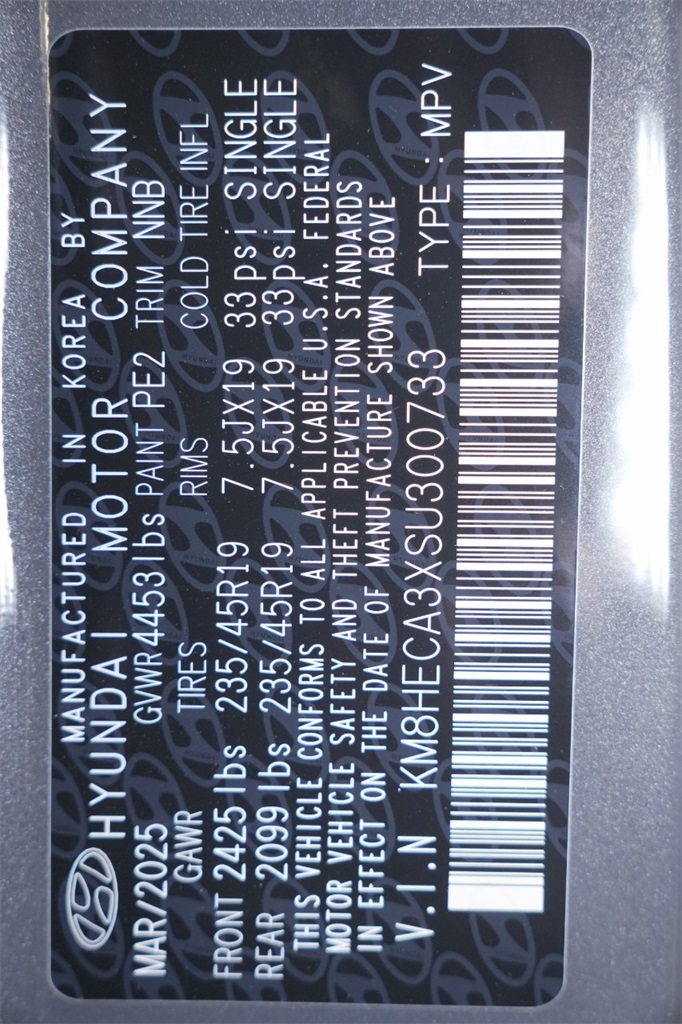 MANUFACTURED IN KOREA BY
HYUNDAI MOTOR COMPANY
MAR/2025 GVWR 4453 lbs PAINT PE2 TRIM NNB
GAWR TIRES RIMS COLD TIRE INFL
FRONT 2425 lbs 235/45R19 7.5JX19 33psi SINGLE
REAR 2099 lbs 235/45R19 7.5JX19 33psi SINGLE
THIS VEHICLE CONFORMS TO ALL APPLICABLE U.S.A. FEDERAL
MOTOR VEHICLE SAFETY AND THEFT PREVENTION STANDARDS
IN EFFECT ON THE DATE OF MANUFACTURE SHOWN ABOVE
V.I.N KM8HECA3XSU300733 TYPE : MPV